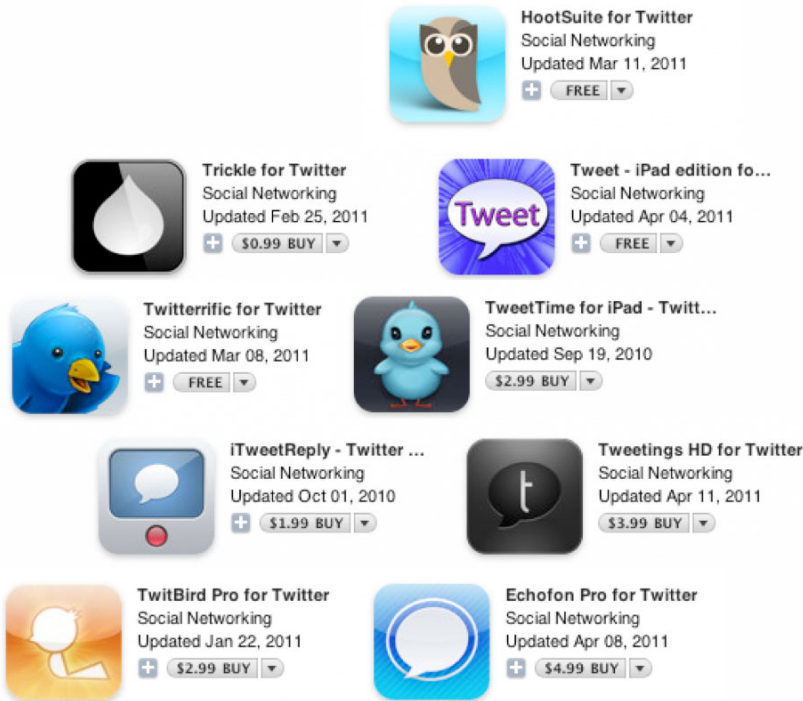 HootSuite for Twitter
Social Networking
Updated Mar 11, 2011
FREE
Trickle for Twitter
Social Networking
Updated Feb 25, 2011
$0.99 BUY
Tweet
Tweet - iPad edition fo...
Social Networking
Updated Apr 04, 2011
FREE
Twitterrific for Twitter
Social Networking
Updated Mar 08, 2011
FREE
TweetTime for iPad - Twitt...
Social Networking
Updated Sep 19, 2010
$2.99 BUY
iTweetReply - Twitter ...
Social Networking
Updated Oct 01, 2010
$1.99 BUY
t
Tweetings HD for Twitter
Social Networking
Updated Apr 11, 2011
$3.99 BUY
TwitBird Pro for Twitter
Social Networking
Updated Jan 22, 2011
$2.99 BUY
Echofon Pro for Twitter
Social Networking
Updated Apr 08, 2011
$4.99 BUY